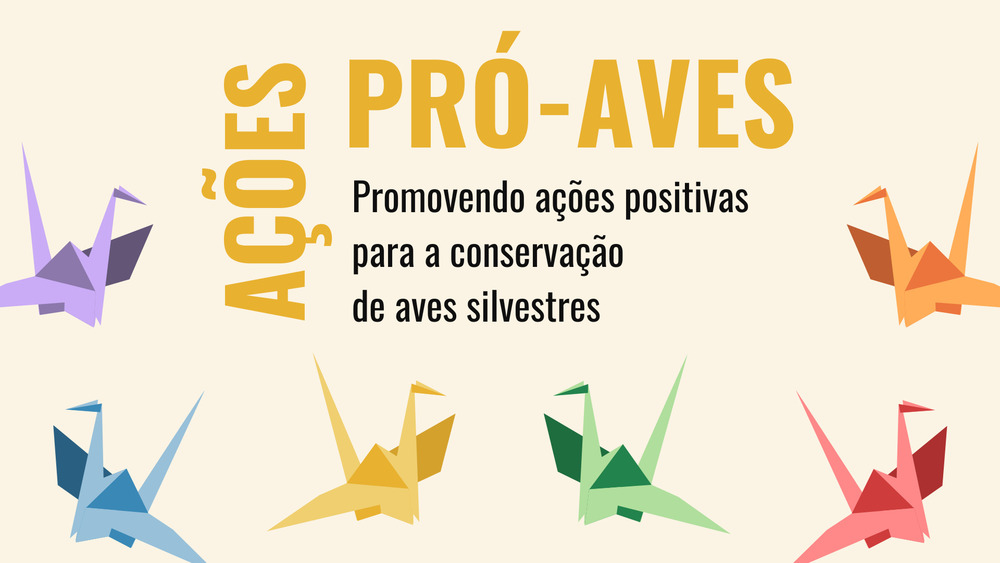 AÇÕES
PRÓ-AVES
Promovendo ações positivas
para a conservação
de aves silvestres